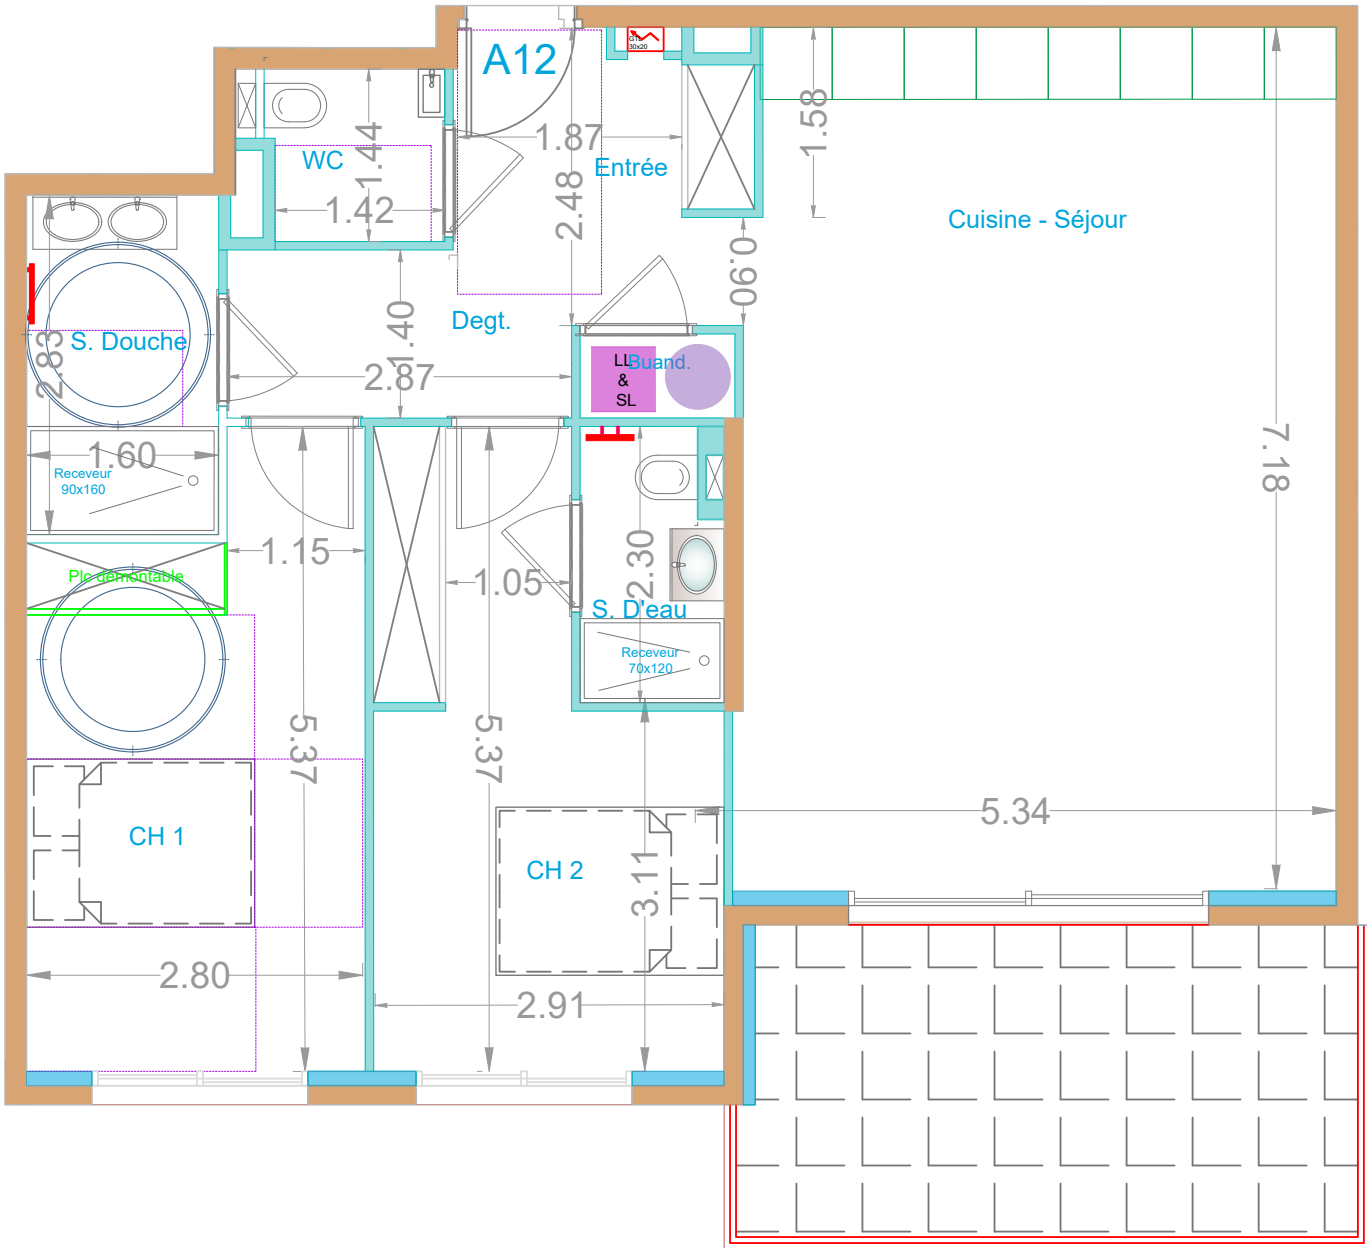 A12
GTL
30x20
1.87
Entrée
1.58
WC
1.44
1.42
2.48
0.90
Cuisine - Séjour
7.18
S. Douche
2.83
Degt.
1.40
2.87
LL
&
SL
Buand.
1.60
Receveur
90x160
Plc démontable
1.15
1.05
2.30
S. D'eau
Receveur
70x120
5.37
5.37
5.34
CH 1
CH 2
3.11
2.80
2.91